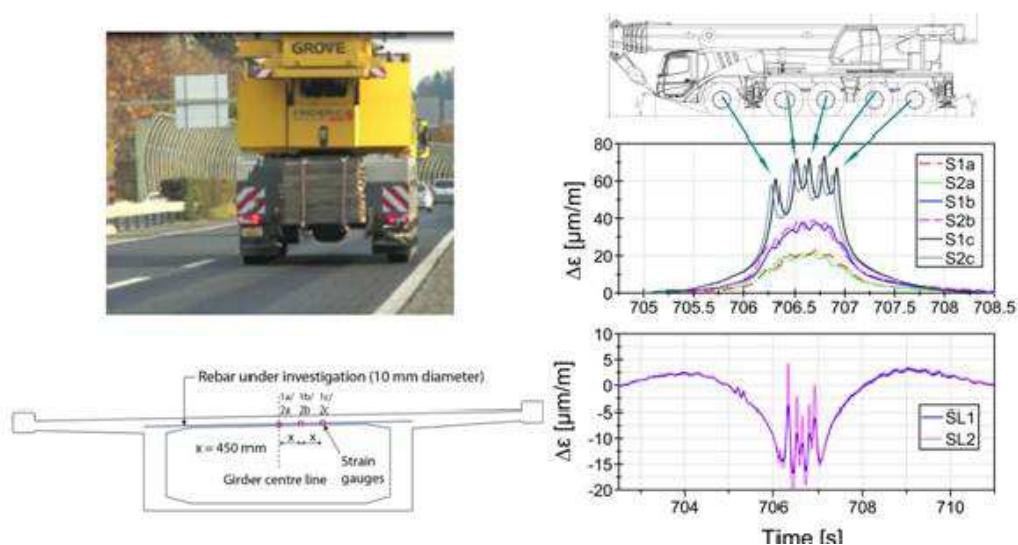 GROVE
80
60
40
20
0
Δε [µm/m]
S1a
S2a
S1b
S2b
S1c
S2c
705 705.5 706 706.5 707 707.5 708 708.5
10
5
0
-5
-10
-15
-20
Δε [µm/m]
SL1
SL2
704 706 708 710
Time [s]
Rebar under investigation (10 mm diameter)
1a/ 1b/ 1c/
2a 2b 2c
x x
x = 450 mm
Strain
gauges
Girder centre line